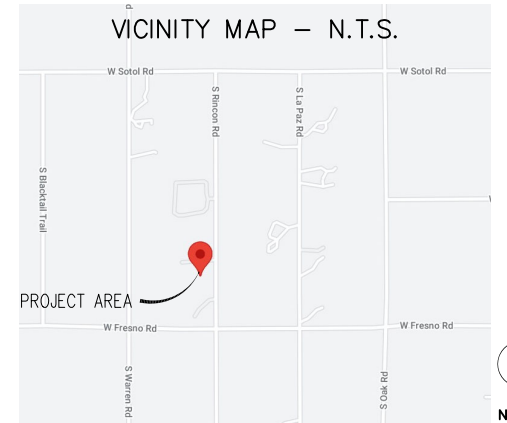 VICINITY MAP – N.T.S.
W Sotol Rd
W Sotol Rd
S Rincon Rd
S La Paz Rd
S Blacktail Trail
PROJECT AREA
W Fresno Rd
W Fresno Rd
S Warren Rd
S Oak Rd
N